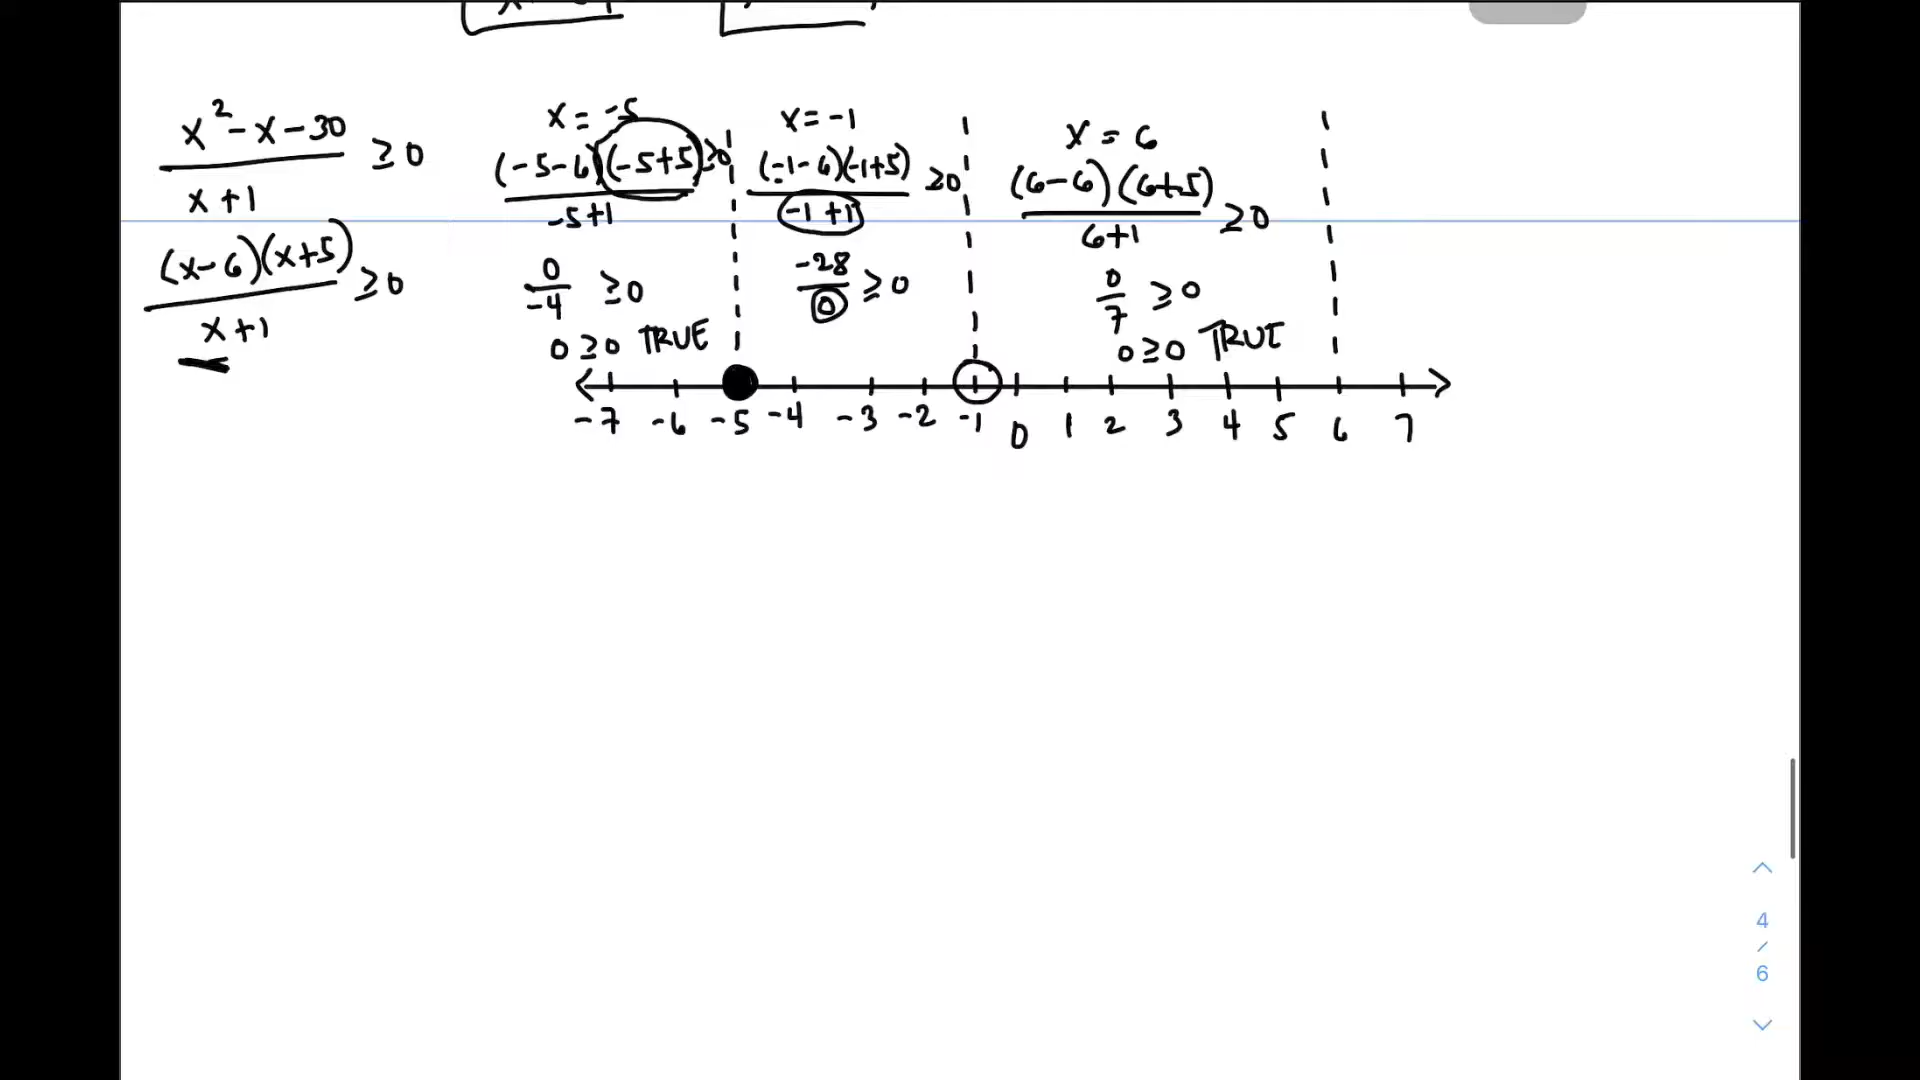 x² - x - 30 / x + 1 ≥ 0
(x - 6)(x + 5) / x + 1 ≥ 0
x = -5
(-5 - 6)(-5 + 5) / -5 + 1 ≥ 0
0 / -4 ≥ 0
0 ≥ 0 TRUE
x = -1
(-1 - 6)(-1 + 5) / -1 + 1 ≥ 0
-28 / 0 ≥ 0
x = 6
(6 - 6)(6 + 5) / 6 + 1 ≥ 0
0 / 7 ≥ 0
0 ≥ 0 TRUE
-7 -6 -5 -4 -3 -2 -1 0 1 2 3 4 5 6 7
4
/
6